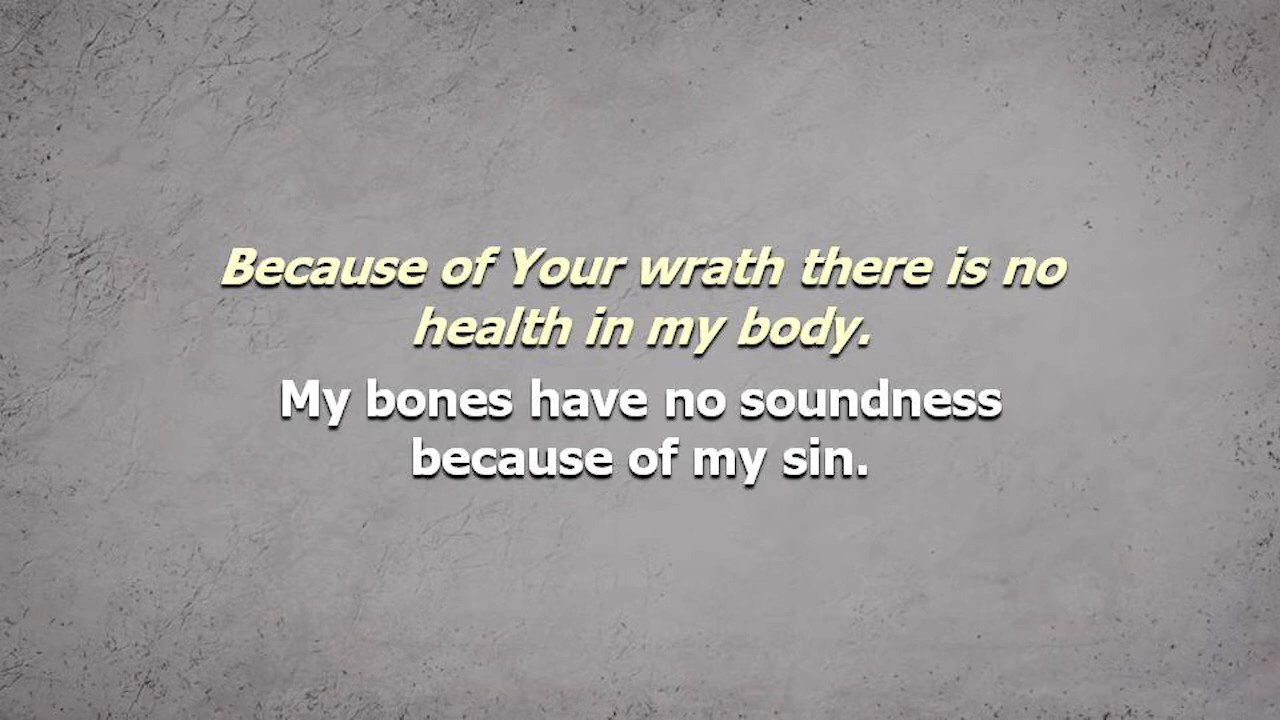 Because of Your wrath there is no
health in my body.
My bones have no soundness
because of my sin.